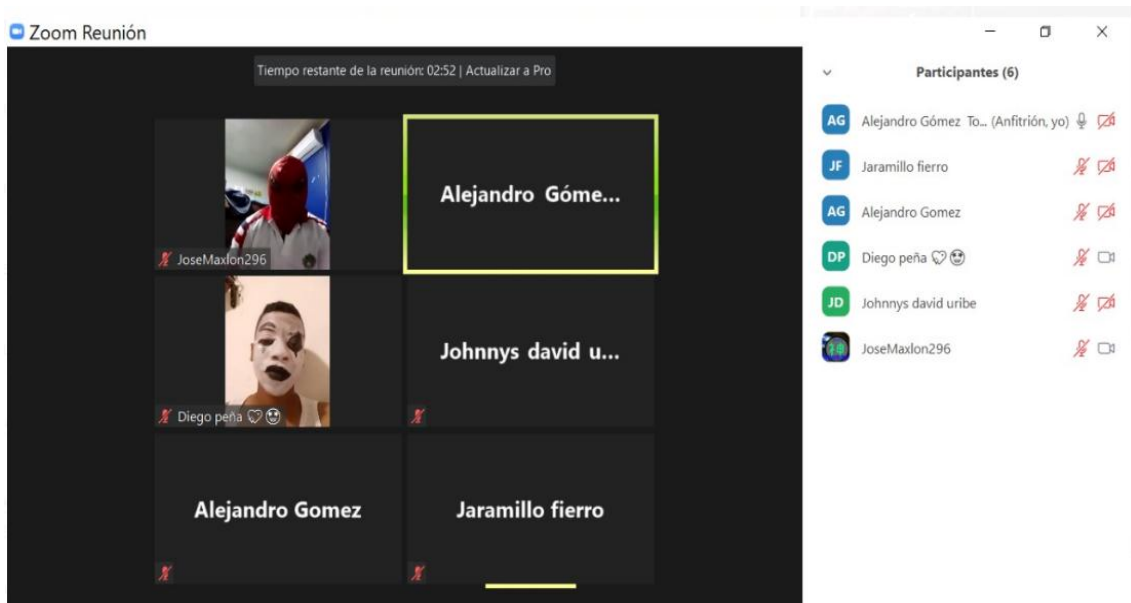 Zoom Reunión
Tiempo restante de la reunión: 02:52 | Actualizar a Pro
JoseMaxlon296
Alejandro Góme...
Diego peña
Johnnys david u...
Alejandro Gomez
Jaramillo fierro
Participantes (6)
AG Alejandro Gómez To... (Anfitrión, yo)
JF Jaramillo fierro
AG Alejandro Gomez
DP Diego peña
JD Johnnys david uribe
JoseMaxlon296